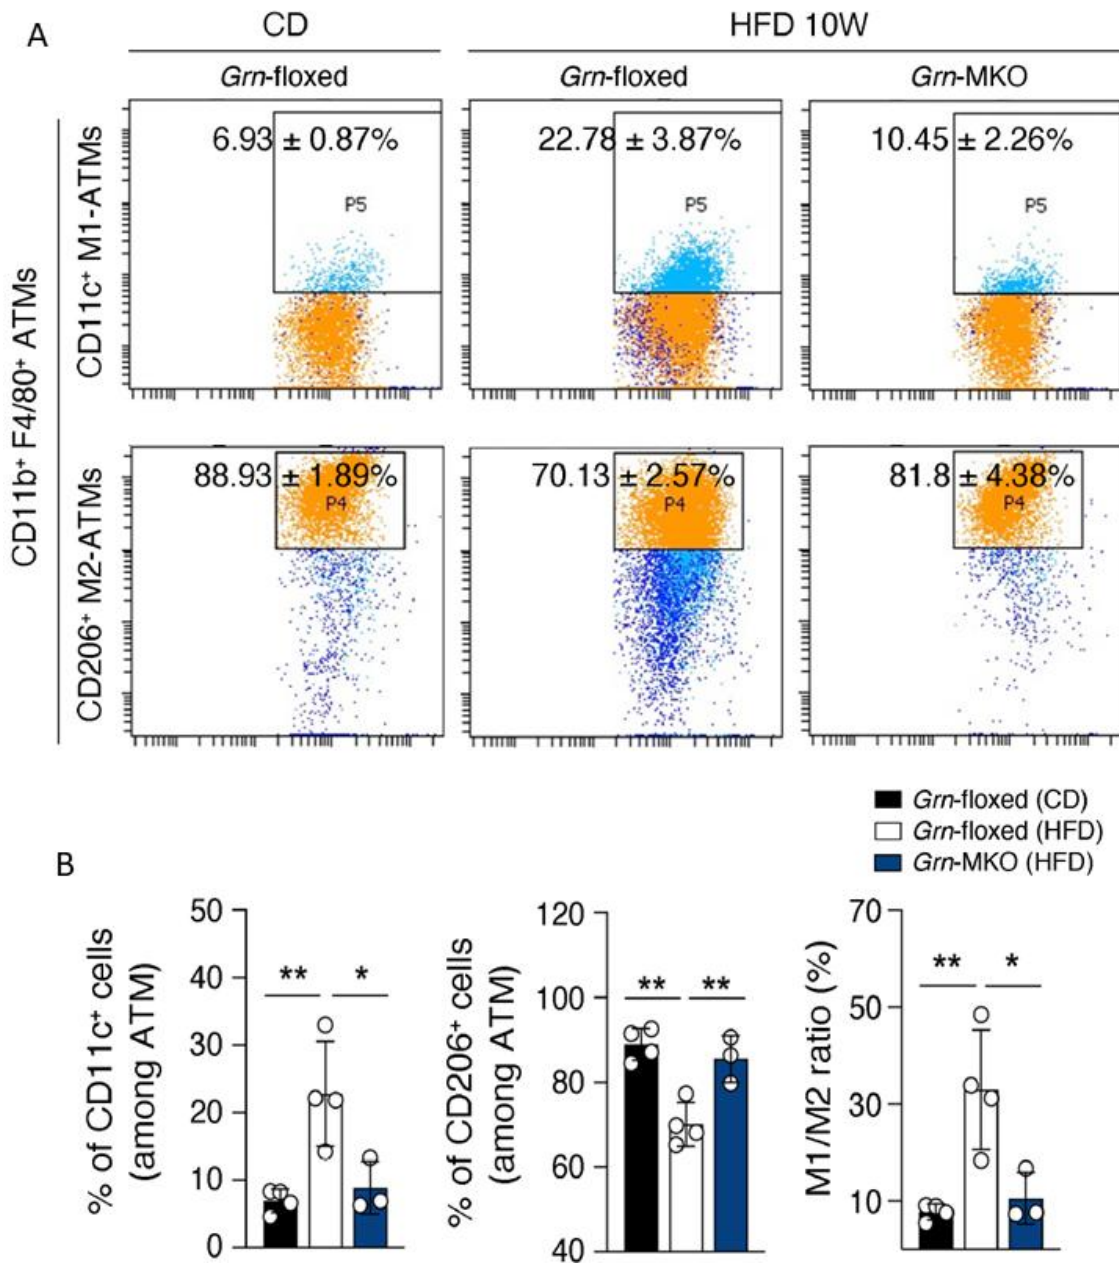 A
CD
HFD 10W
Grn-floxed
Grn-floxed
Grn-MKO
CD11b⁺ F4/80⁺ ATMs
CD11c⁺ M1-ATMs
6.93 ± 0.87%
P5
22.78 ± 3.87%
P5
10.45 ± 2.26%
P5
CD206⁺ M2-ATMs
88.93 ± 1.89%
P4
70.13 ± 2.57%
P4
81.8 ± 4.38%
P4
Grn-floxed (CD)
Grn-floxed (HFD)
Grn-MKO (HFD)
B
% of CD11c⁺ cells
(among ATM)
50
40
30
20
10
0
**
*
% of CD206⁺ cells
(among ATM)
120
100
80
60
40
**
**
M1/M2 ratio (%)
70
50
30
10
**
*